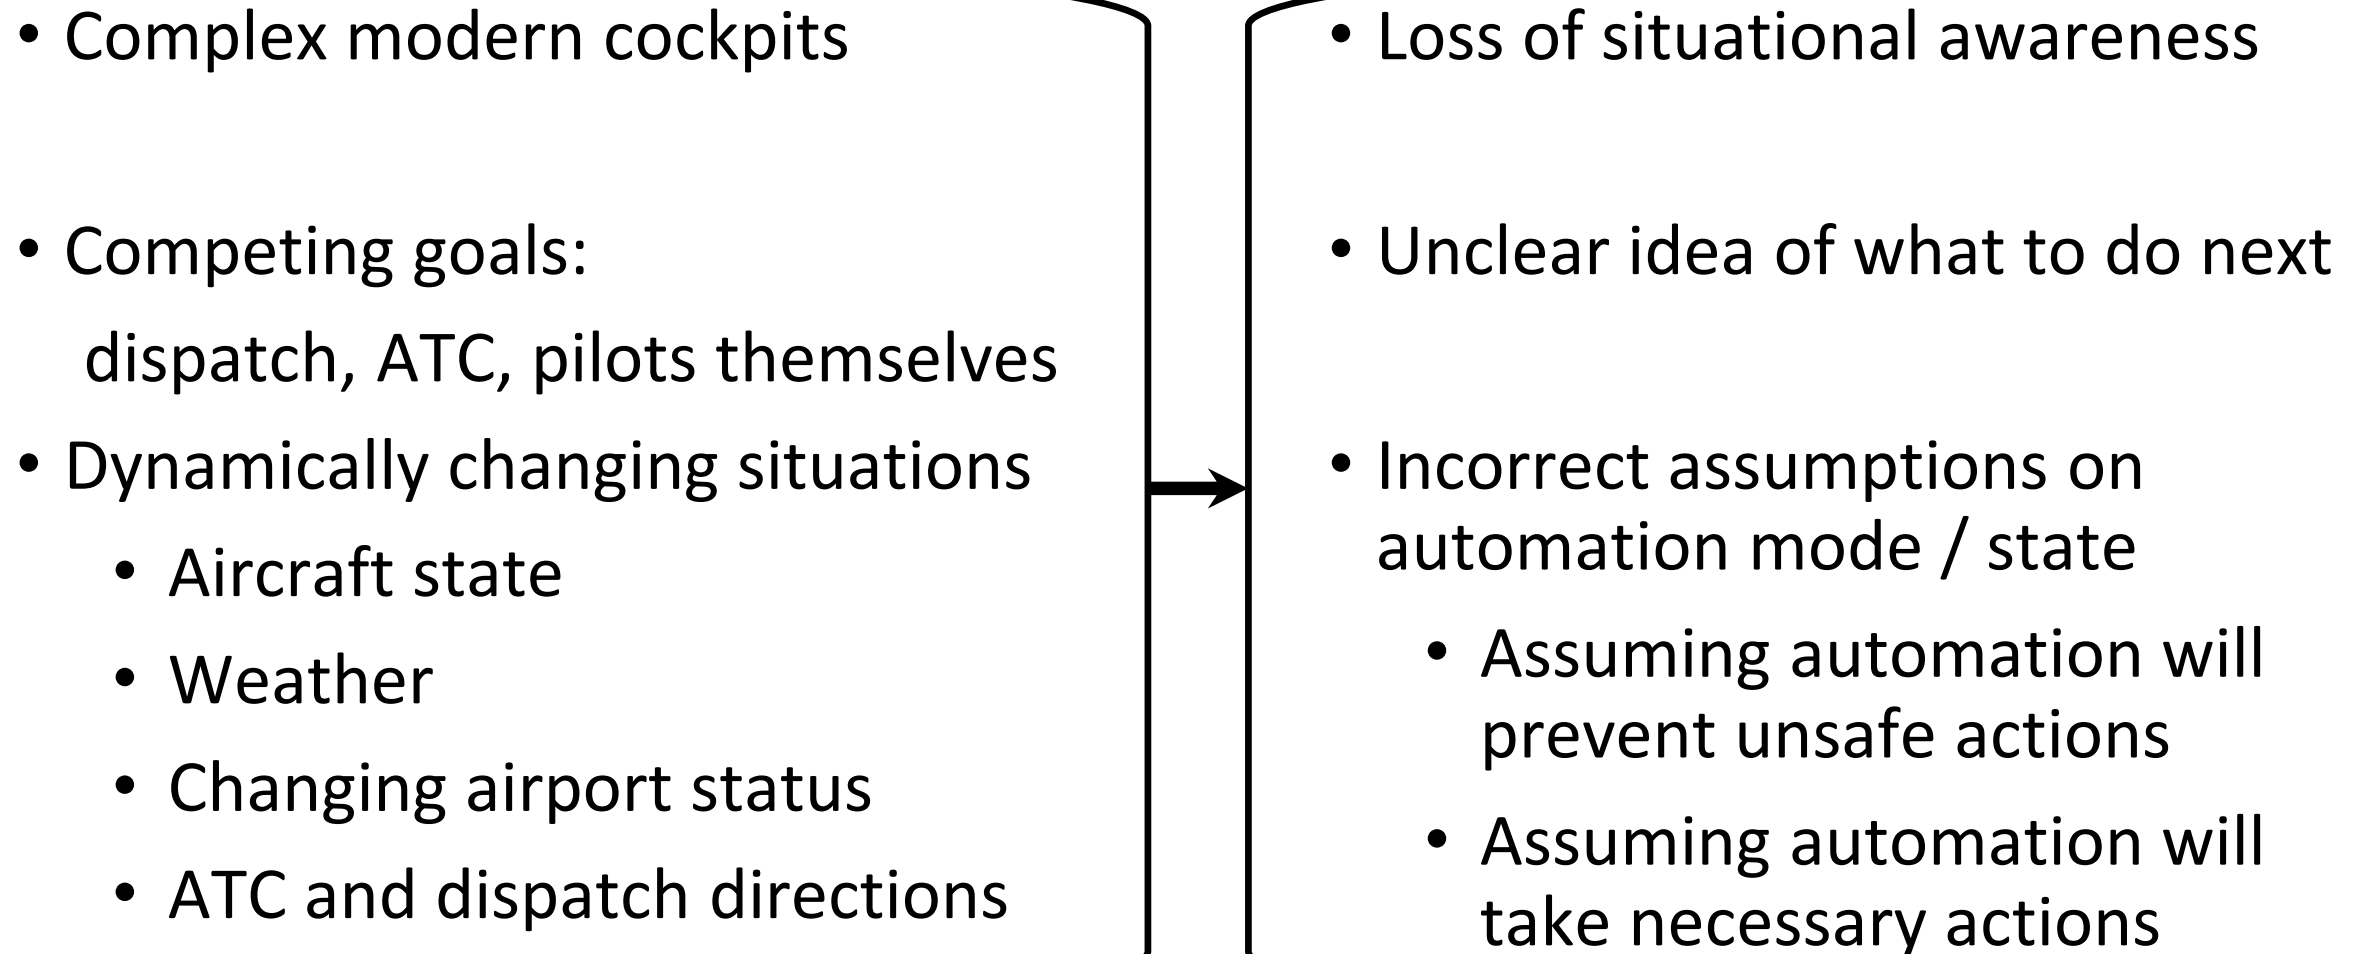 • Complex modern cockpits
• Competing goals:
dispatch, ATC, pilots themselves
• Dynamically changing situations
• Aircraft state
• Weather
• Changing airport status
• ATC and dispatch directions
• Loss of situational awareness
• Unclear idea of what to do next
• Incorrect assumptions on
automation mode / state
• Assuming automation will
prevent unsafe actions
• Assuming automation will
take necessary actions